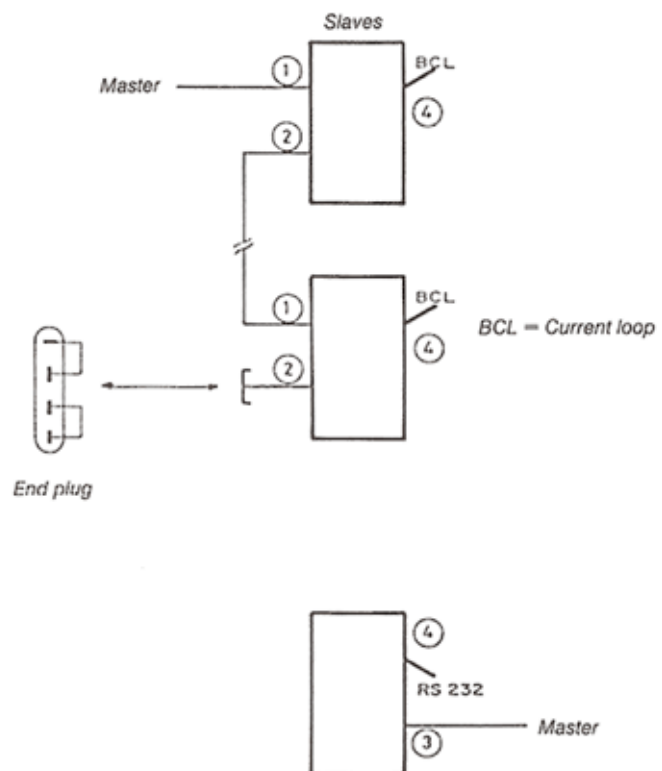 Slaves
BCL
1
Master
4
2
BCL
1
BCL = Current loop
4
2
End plug
4
RS 232
Master
3